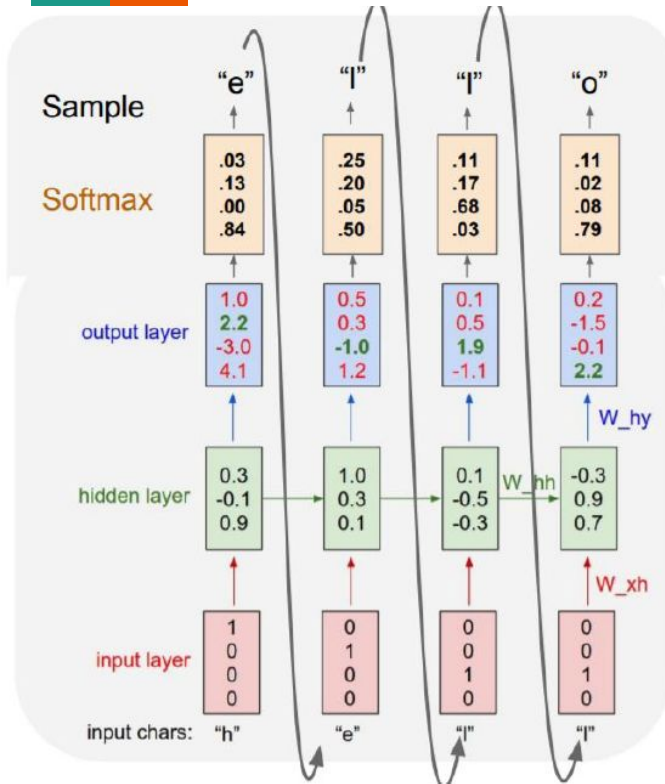 “e” “l” “l” “o”
Sample
Softmax
.03 .25 .11 .11
.13 .20 .17 .02
.00 .05 .68 .08
.84 .50 .03 .79
1.0 0.5 0.1 0.2
2.2 0.3 0.5 -1.5
output layer
-3.0 -1.0 1.9 -0.1
4.1 1.2 -1.1 2.2
W_hy
0.3 1.0 0.1 -0.3
W_hh
hidden layer -0.1 0.3 -0.5 0.9
0.9 0.1 -0.3 0.7
W_xh
1 0 0 0
input layer 0 1 0 0
0 0 1 1
0 0 0 0
input chars: “h” “e” “l” “l”